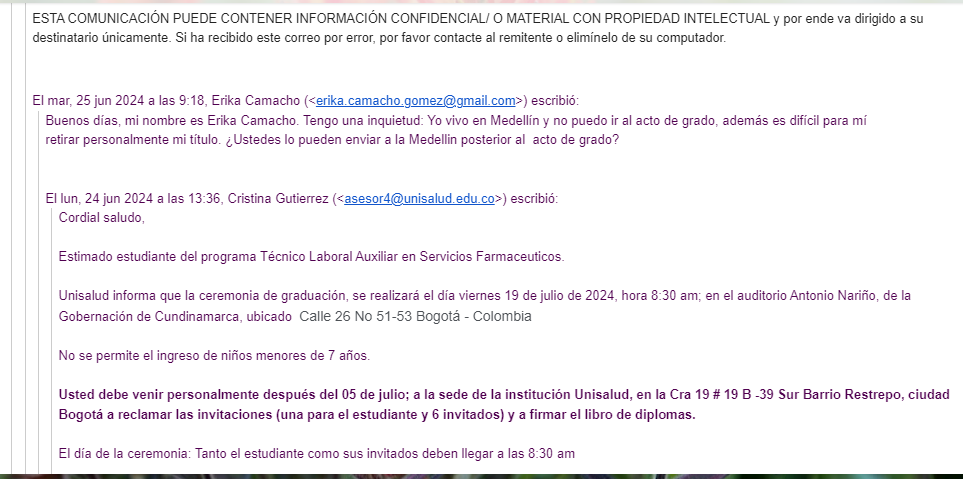 ESTA COMUNICACIÓN PUEDE CONTENER INFORMACIÓN CONFIDENCIAL/ O MATERIAL CON PROPIEDAD INTELECTUAL y por ende va dirigido a su
destinatario únicamente. Si ha recibido este correo por error, por favor contacte al remitente o elimínelo de su computador.
El mar, 25 jun 2024 a las 9:18, Erika Camacho (<erika.camacho.gomez@gmail.com>) escribió:
Buenos días, mi nombre es Erika Camacho. Tengo una inquietud: Yo vivo en Medellín y no puedo ir al acto de grado, además es difícil para mí
retirar personalmente mi título. ¿Ustedes lo pueden enviar a la Medellin posterior al  acto de grado?
El lun, 24 jun 2024 a las 13:36, Cristina Gutierrez (<asesor4@unisalud.edu.co>) escribió:
Cordial saludo,
Estimado estudiante del programa Técnico Laboral Auxiliar en Servicios Farmaceuticos.
Unisalud informa que la ceremonia de graduación, se realizará el día viernes 19 de julio de 2024, hora 8:30 am; en el auditorio Antonio Nariño, de la
Gobernación de Cundinamarca, ubicado  Calle 26 No 51-53 Bogotá - Colombia
No se permite el ingreso de niños menores de 7 años.
Usted debe venir personalmente después del 05 de julio; a la sede de la institución Unisalud, en la Cra 19 # 19 B -39 Sur Barrio Restrepo, ciudad
Bogotá a reclamar las invitaciones (una para el estudiante y 6 invitados) y a firmar el libro de diplomas.
El día de la ceremonia: Tanto el estudiante como sus invitados deben llegar a las 8:30 am